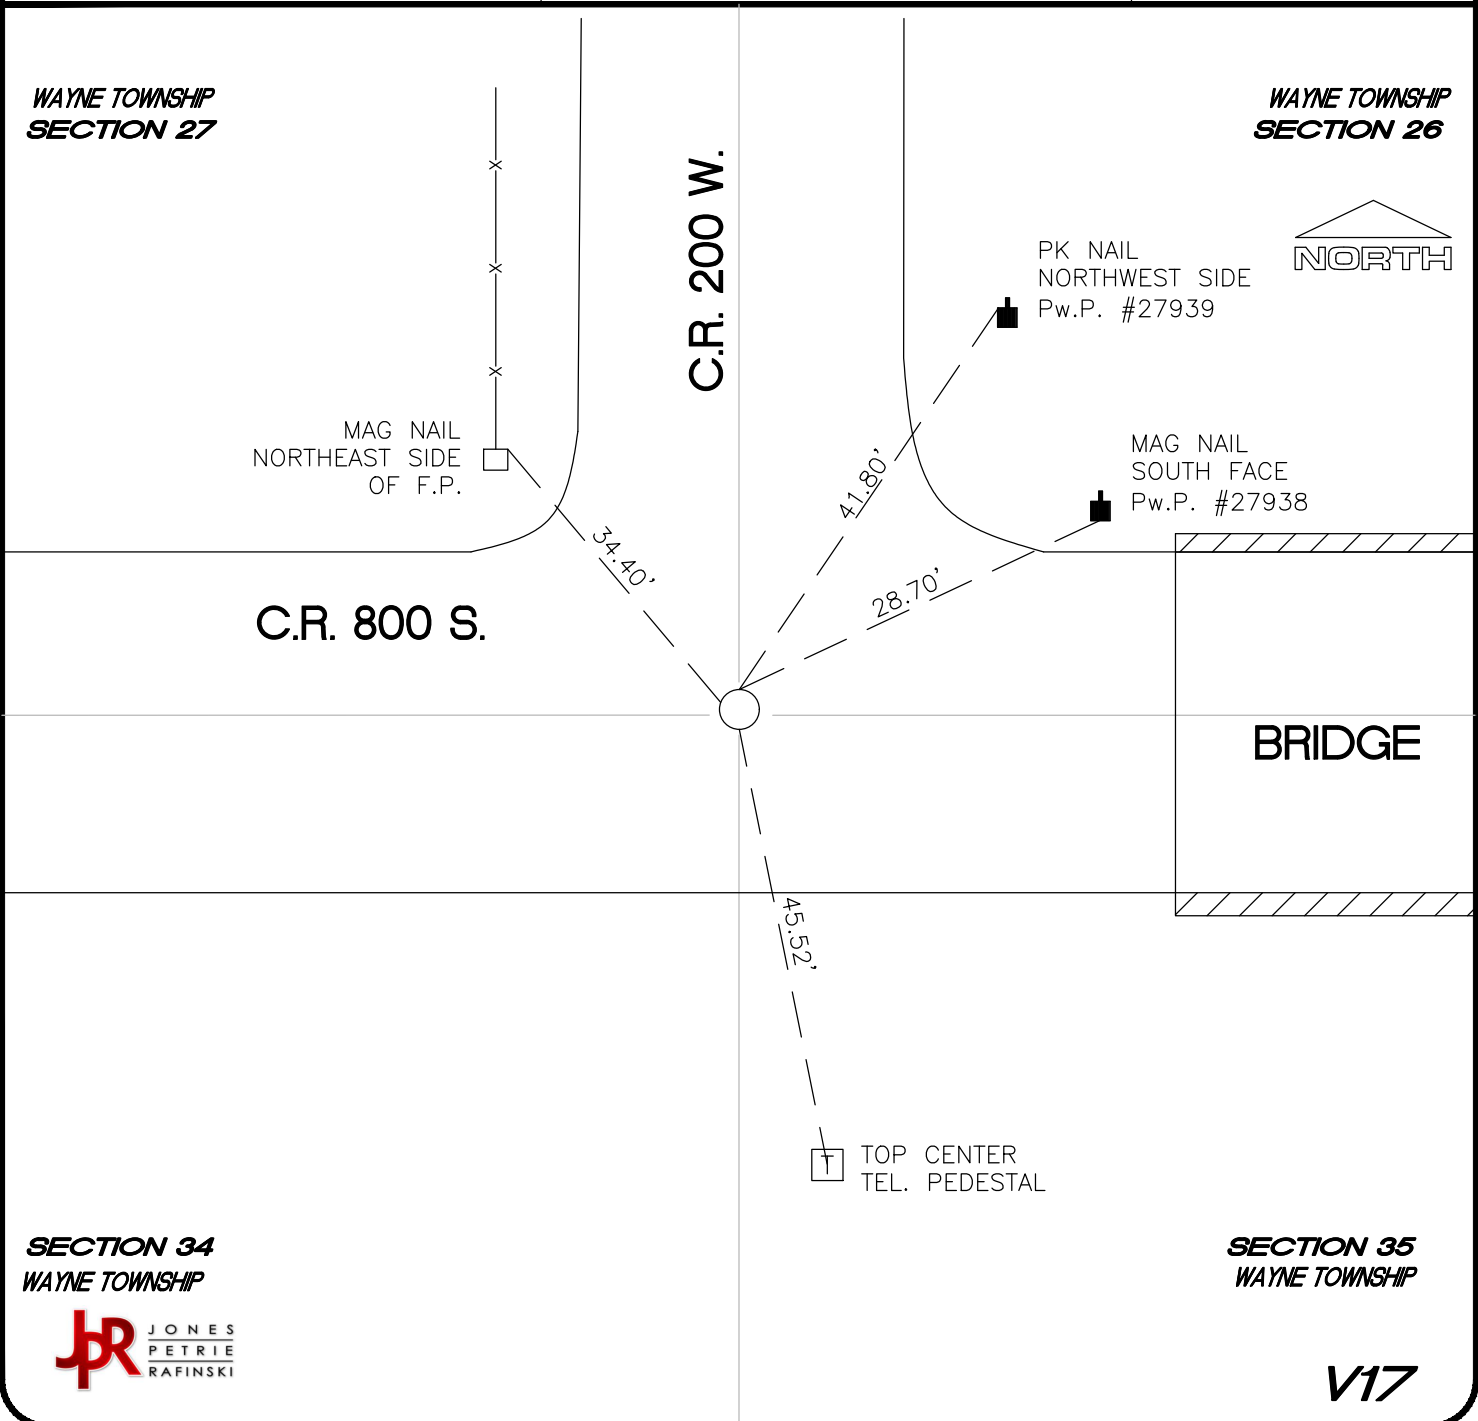 WAYNE TOWNSHIP
SECTION 27
WAYNE TOWNSHIP
SECTION 26
NORTH
C.R. 200 W.
PK NAIL
NORTHWEST SIDE
Pw.P. #27939
MAG NAIL
NORTHEAST SIDE
OF F.P.
MAG NAIL
SOUTH FACE
Pw.P. #27938
41.80'
34.40'
28.70'
C.R. 800 S.
BRIDGE
45.52'
T
TOP CENTER
TEL. PEDESTAL
SECTION 34
WAYNE TOWNSHIP
SECTION 35
WAYNE TOWNSHIP
JPR
JONES
PETRIE
RAFINSKI
V17